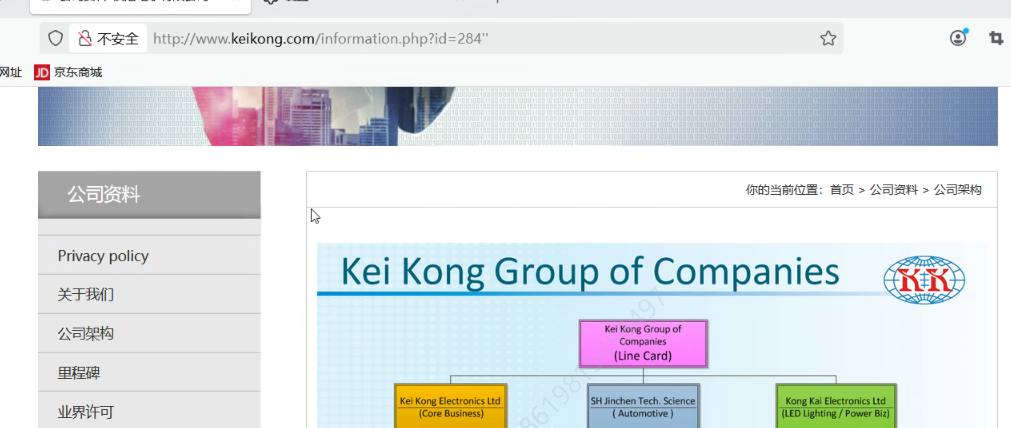 不安全 http://www.keikong.com/information.php?id=284''
网址 JD 京东商城
公司资料
你的当前位置：首页 > 公司资料 > 公司架构
Privacy policy
关于我们
公司架构
里程碑
业界许可
Kei Kong Group of Companies
KK
Kei Kong Group of
Companies
(Line Card)
Kei Kong Electronics Ltd
(Core Business)
SH Jinchen Tech. Science
( Automotive )
Kong Kai Electronics Ltd
(LED Lighting / Power Biz)